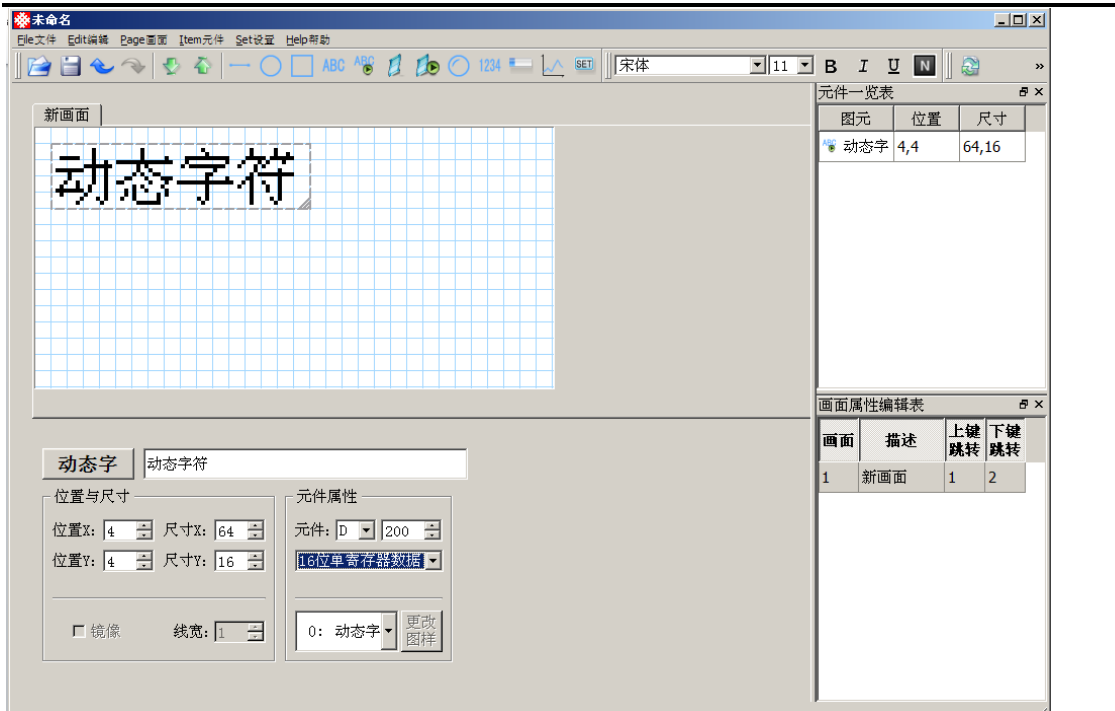 未命名
File文件 Edit编辑 Page画面 Item元件 Set设置 Help帮助
ABC ABC 1234 SET 宋体 11 B I U N »
元件一览表
新画面
图元 位置 尺寸
ABC 动态字 4,4 64,16
动态字符
画面属性编辑表
画面 描述 上键跳转 下键跳转
1 新画面 1 2
动态字 动态字符
位置与尺寸 元件属性
位置X: 4 尺寸X: 64 元件: D 200
位置Y: 4 尺寸Y: 16 16位单寄存器数据
镜像 线宽: 1 0: 动态字 更改图样